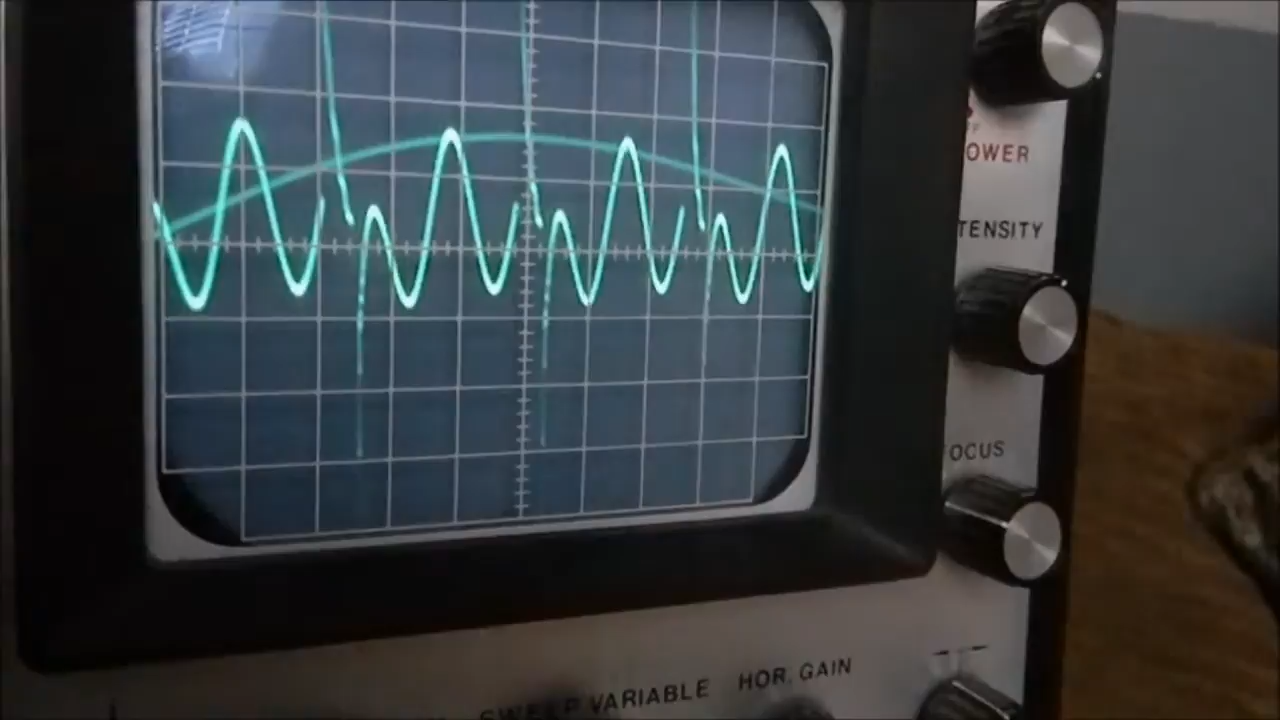 OWER
TENSITY
OCUS
SWEEP VARIABLE
HOR. GAIN